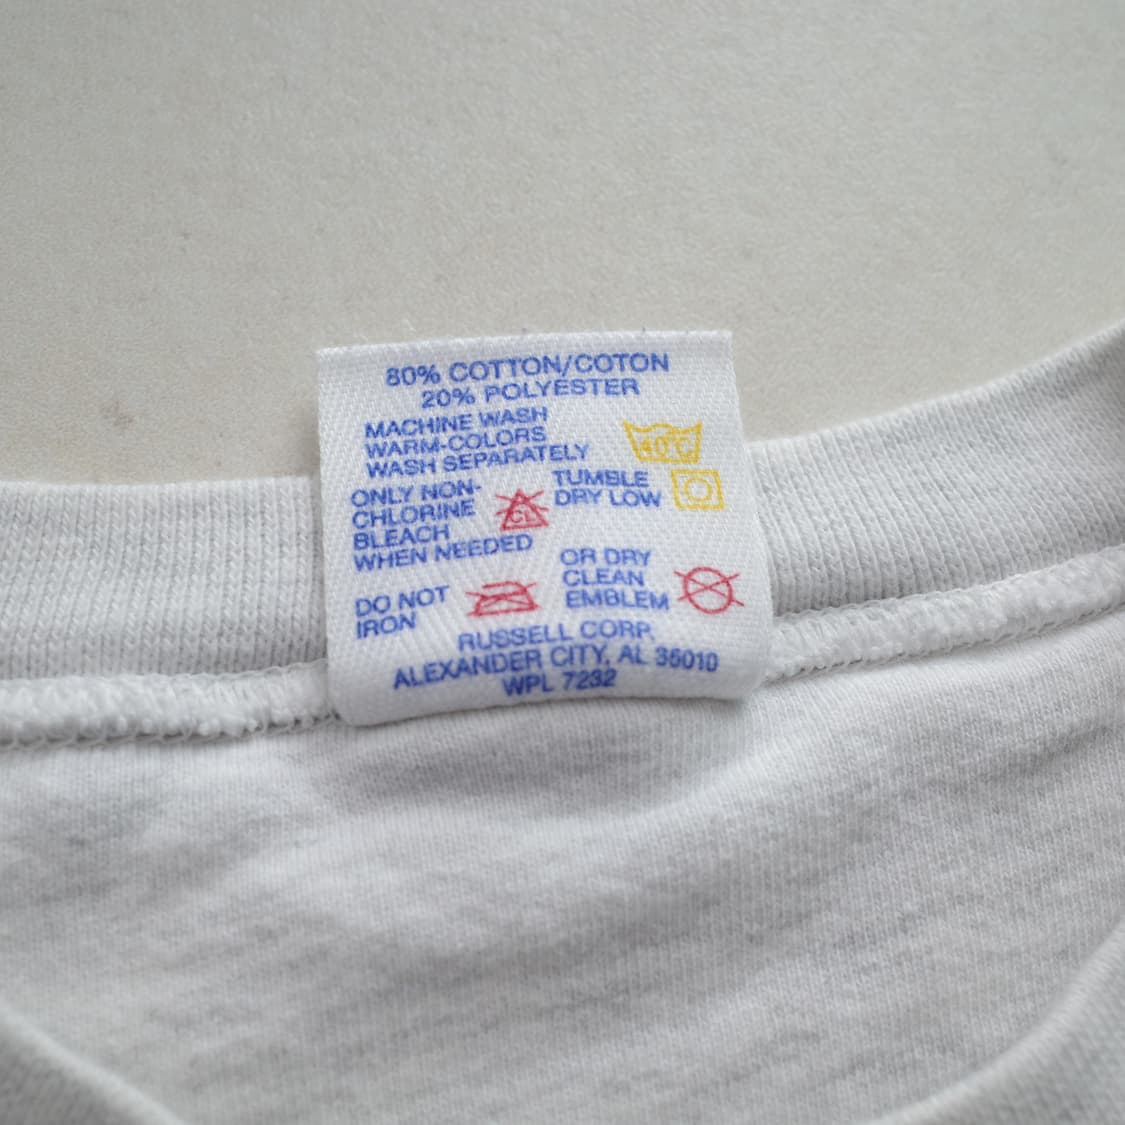 80% COTTON/COTON
20% POLYESTER
MACHINE WASH
WARM-COLORS
WASH SEPARATELY
40°C
ONLY NON-
CHLORINE
BLEACH
WHEN NEEDED
CL
TUMBLE
DRY LOW
DO NOT
IRON
OR DRY
CLEAN
EMBLEM
RUSSELL CORP.
ALEXANDER CITY, AL 35010
WPL 7232